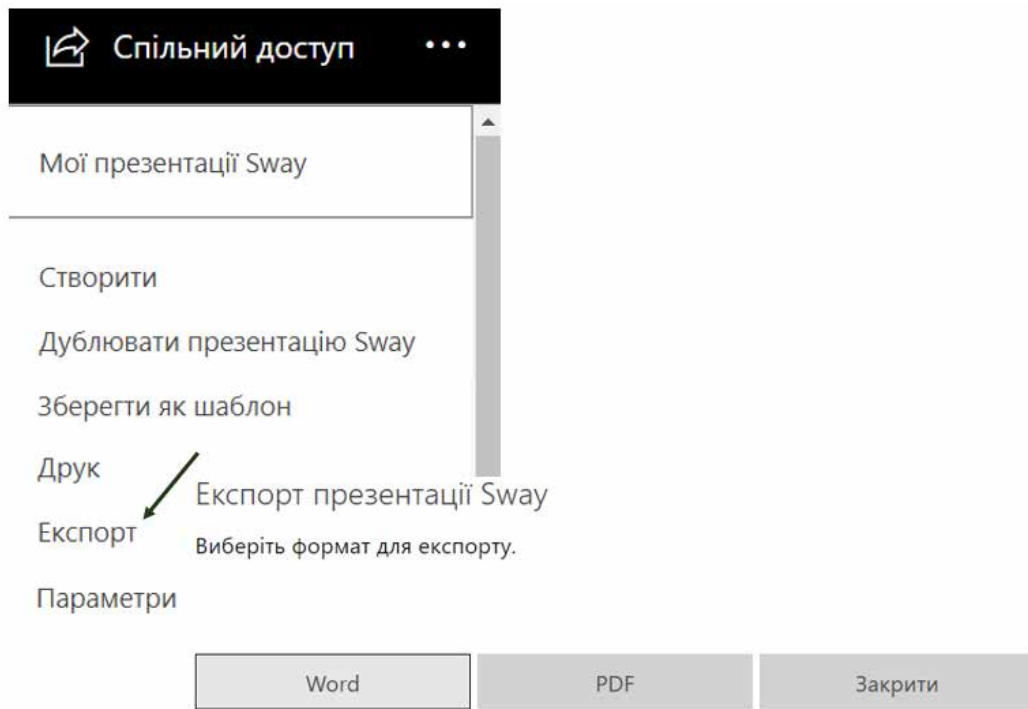 Спільний доступ ...
Мої презентації Sway
Створити
Дублювати презентацію Sway
Зберегти як шаблон
Друк
Експорт
Параметри
Експорт презентації Sway
Виберіть формат для експорту.
Word PDF Закрити